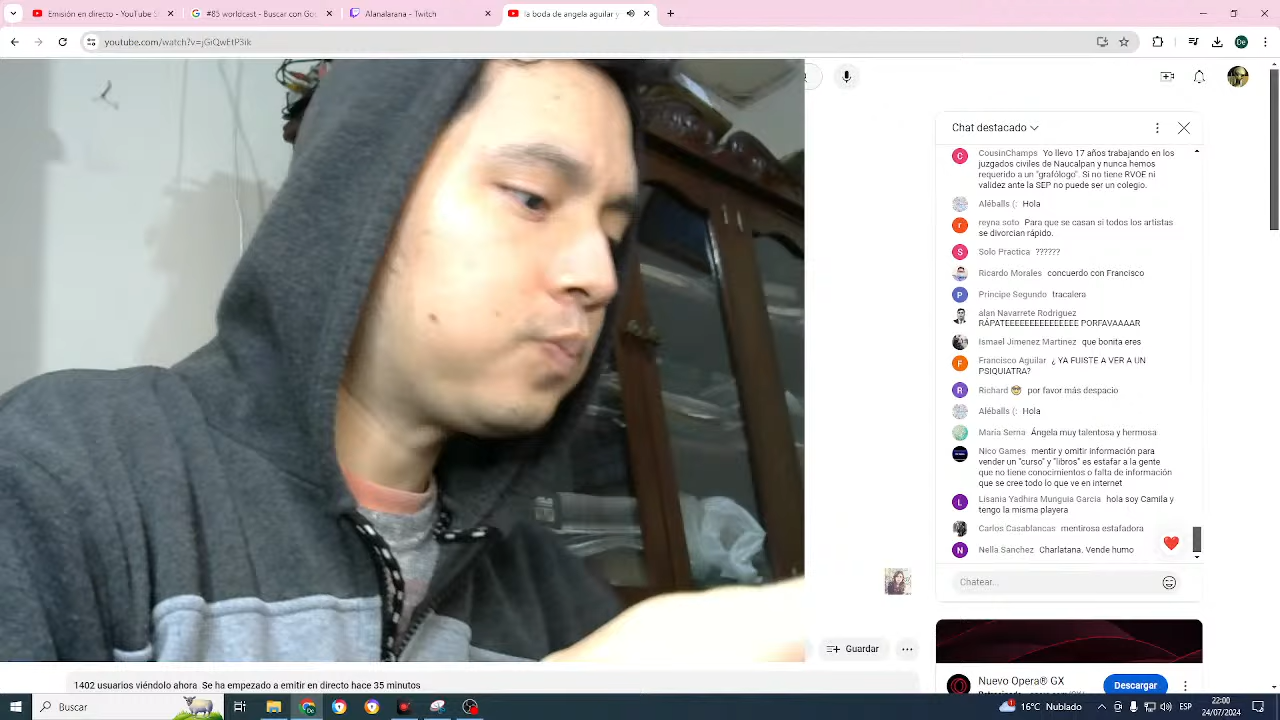 Emisión en directo - YouTube S
#85 worldcast - Buscar con Go
Alanalarana - Twitch
la boda de angela aguilar y
youtube.com/watch?v=jGiQwEtP3ik
De
Chat destacado
CousinChamps Yo llevo 17 años trabajando en los
juzgados civiles de Naucalpan y nunca hemos
requerido a un "grafólogo". Si no tiene RVOE ni
validez ante la SEP no puede ser un colegio.
Aléballs (: Hola
reyna soto Para que se casan sí todos los artistas
se divorcian rápido.
Solo Practica ??????
Ricardo Morales concuerdo con Francisco
Principe Segundo tracalera
alan Navarrete Rodriguez
RÁPATEEEEEEEEEEEEEE PORFAVAAAAR
Ismael Jimenez Martinez que bonita eres
Francisco Aguilar ¿ YA FUISTE A VER A UN
PSIQUIATRA?
Richard 🤓 por favor más despacio
Aléballs (: Hola
María Serna Ángela muy talentosa y hermosa
Nico Games mentir y omitir información para
vender un "curso" y "libros" es estafar a la gente
que no tiene conocimientos o falta de información
que se cree todo lo que ve en internet
Lisania Yadhira Munguia Garcia hola soy Camila y
tengo la misma playera
Carlos Casablancas mentirosa estafadora
Nella Sanchez Charlatana. Vende humo
Chatear...
Guardar
1402 usuarios viéndolo ahora Se ha empezado a emitir en directo hace 35 minutos
Nuevo Opera® GX
Descargar
Buscar
16°C Nublado
ESP
22:00
24/07/2024